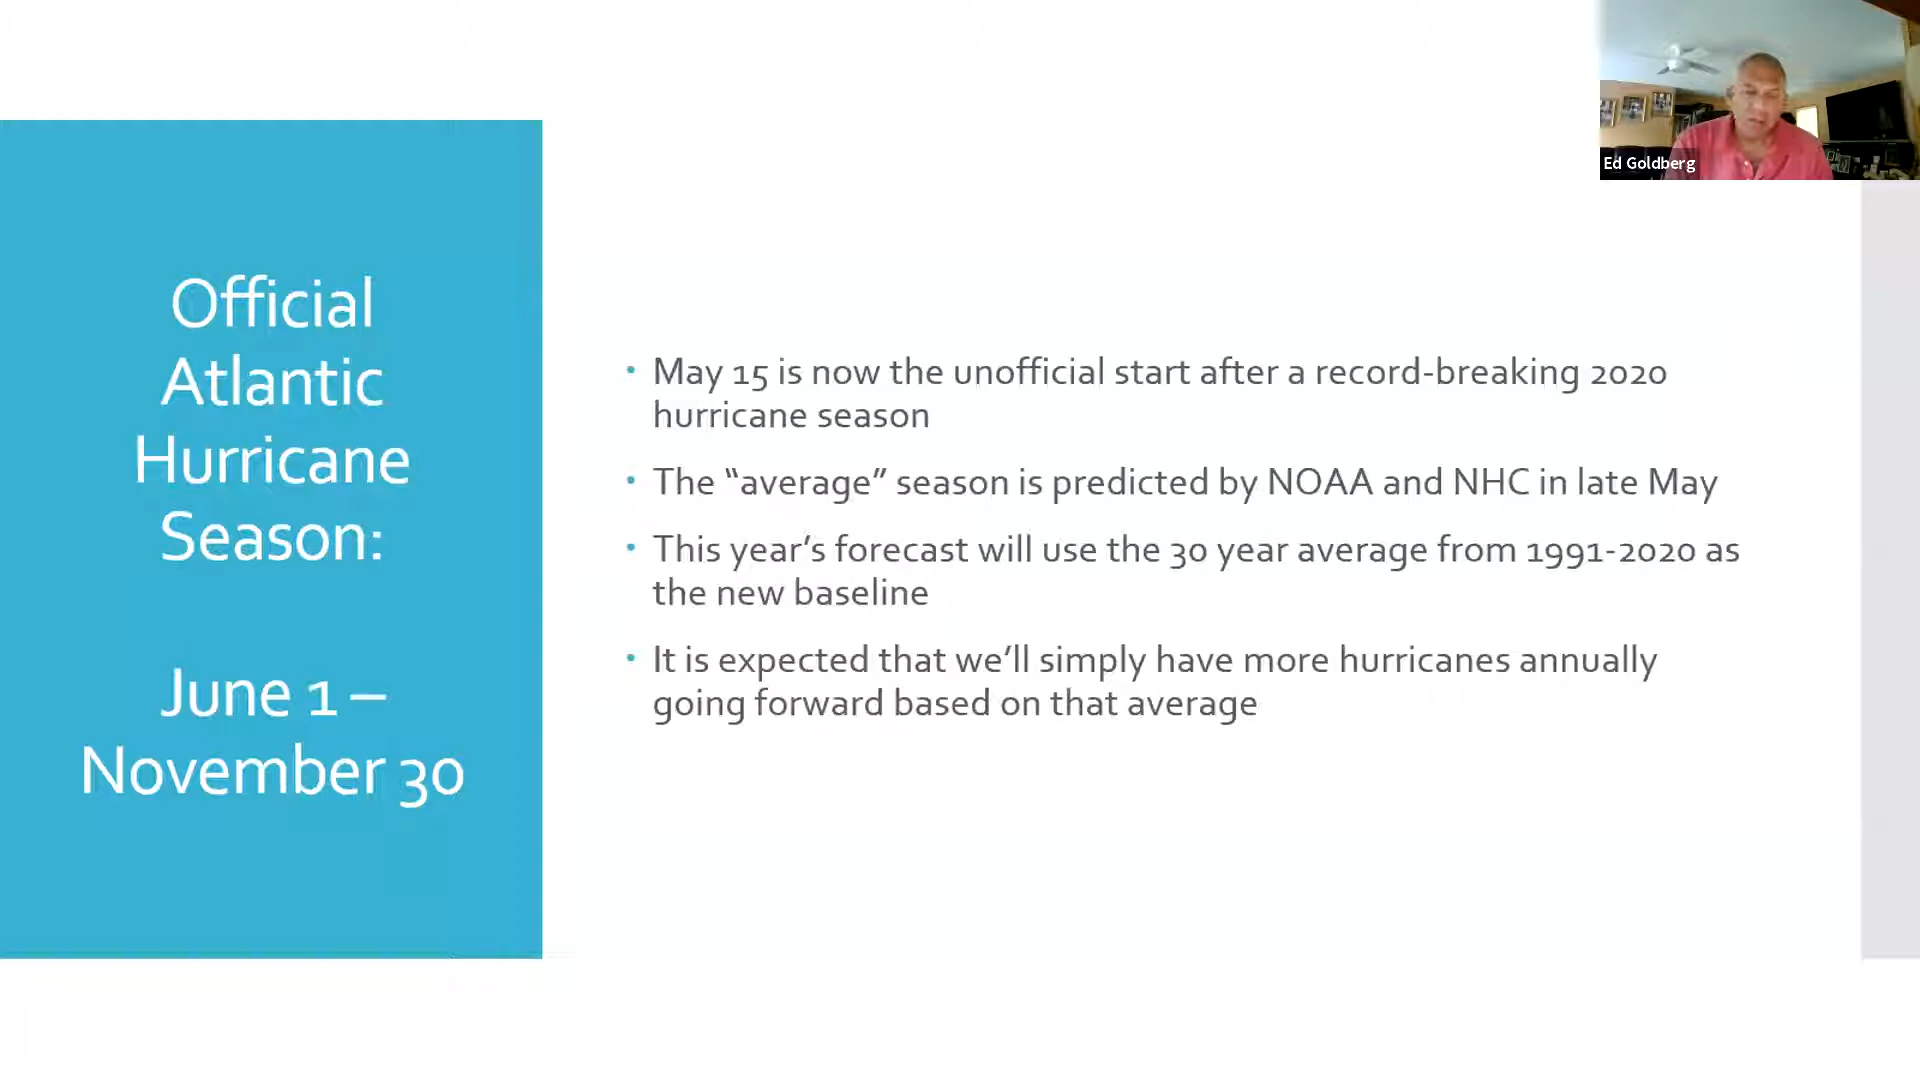 Official
Atlantic
Hurricane
Season:
June 1 –
November 30
• May 15 is now the unofficial start after a record-breaking 2020
hurricane season
• The “average” season is predicted by NOAA and NHC in late May
• This year’s forecast will use the 30 year average from 1991-2020 as
the new baseline
• It is expected that we’ll simply have more hurricanes annually
going forward based on that average
Ed Goldberg